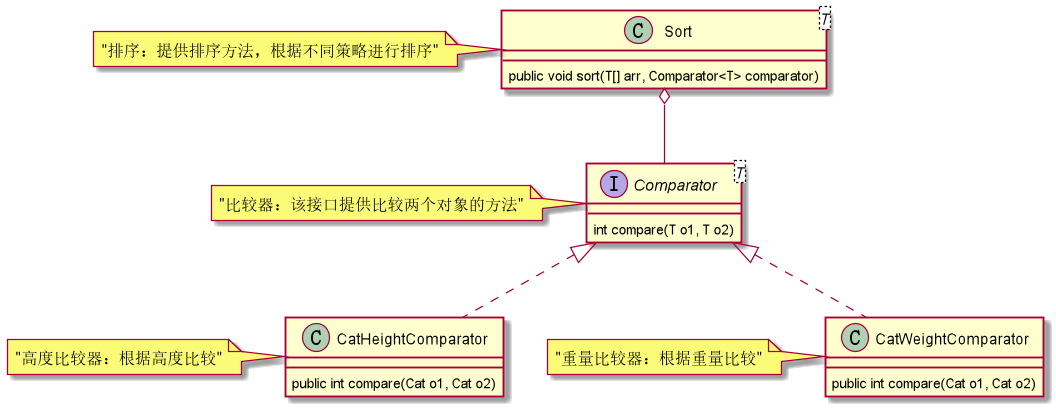 T
C Sort
"排序：提供排序方法，根据不同策略进行排序"
public void sort(T[] arr, Comparator<T> comparator)
T
I Comparator
"比较器：该接口提供比较两个对象的方法"
int compare(T o1, T o2)
C CatHeightComparator
"高度比较器：根据高度比较"
public int compare(Cat o1, Cat o2)
C CatWeightComparator
"重量比较器：根据重量比较"
public int compare(Cat o1, Cat o2)